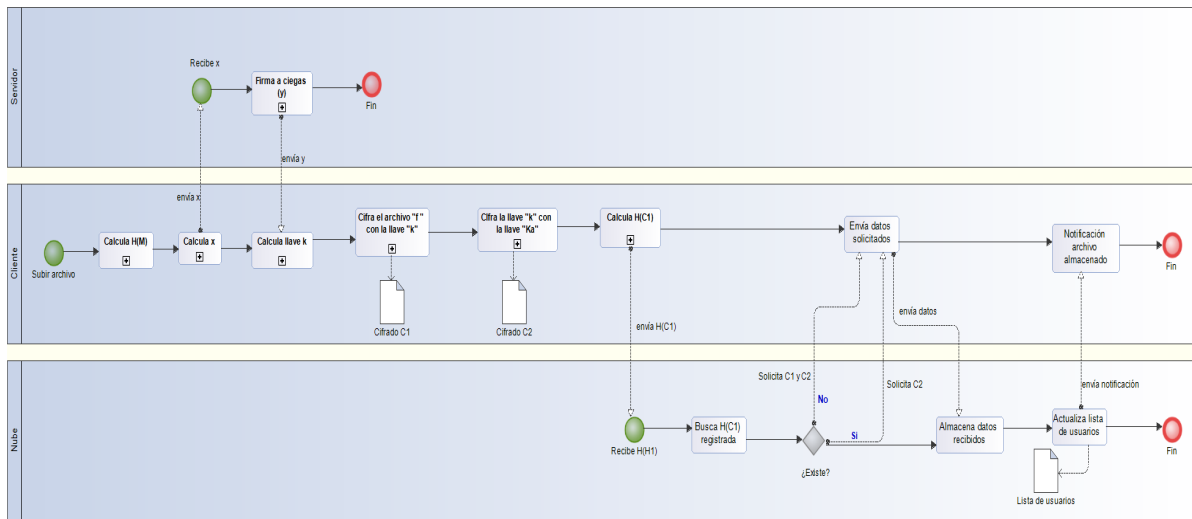 Servidor
Recibe x
Firma a ciegas
(y)
Fin
envía x
envía y
Cliente
Subir archivo
Calcula H(M)
Calcula x
Calcula llave k
Cifra el archivo "f "
con la llave "k"
Cifrado C1
CIfra la llave "k" con
la llave "Ka"
Cifrado C2
Calcula H(C1)
envía H(C1)
Envía datos
solicitados
envía datos
Notificación
archivo
almacenado
Fin
Nube
Recibe H(H1)
Busca H(C1)
registrada
¿Existe?
Solicita C1 y C2
No
Solicita C2
Si
Almacena datos
recibidos
envía notificación
Actualiza lista
de usuarios
Lista de usuarios
Fin